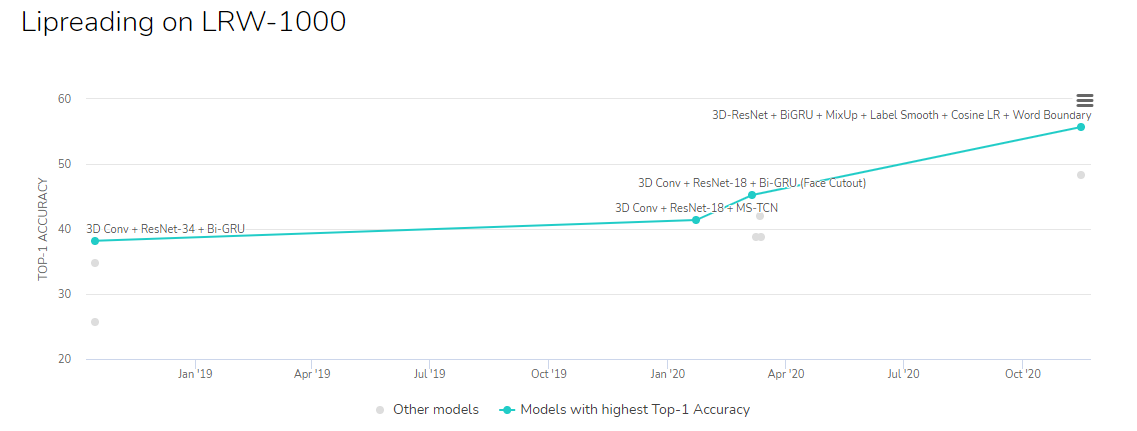 Lipreading on LRW-1000
60
3D-ResNet + BiGRU + MixUp + Label Smooth + Cosine LR + Word Boundary
50
3D Conv + ResNet-18 + Bi-GRU (Face Cutout)
3D Conv + ResNet-18 + MS-TCN
40
3D Conv + ResNet-34 + Bi-GRU
TOP-1 ACCURACY
30
20
Jan '19 Apr '19 Jul '19 Oct '19 Jan '20 Apr '20 Jul '20 Oct '20
Other models Models with highest Top-1 Accuracy